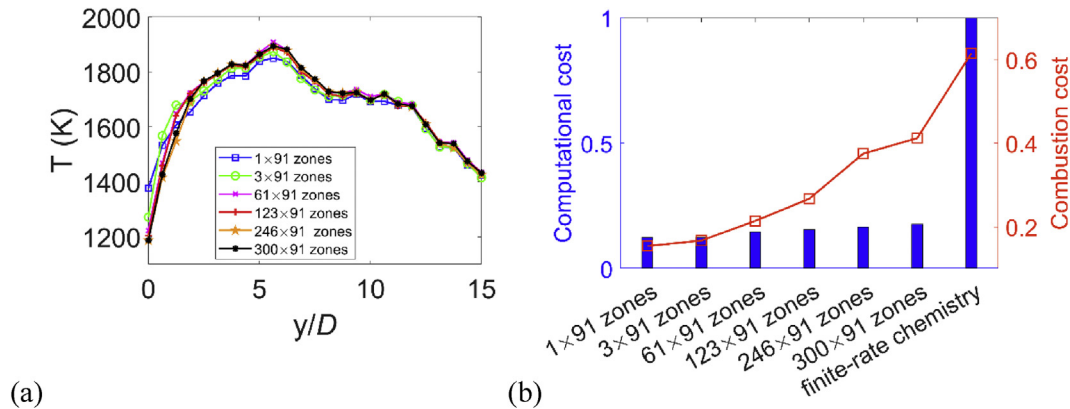 2000
1800
1600
1400
1200
T (K)
1×91 zones
3×91 zones
61×91 zones
123×91 zones
246×91 zones
300×91 zones
0
5
10
15
y/D
(a)
1
0.5
0
Computational cost
0.6
0.4
0.2
Combustion cost
1×91 zones
3×91 zones
61×91 zones
123×91 zones
246×91 zones
300×91 zones
finite-rate chemistry
(b)